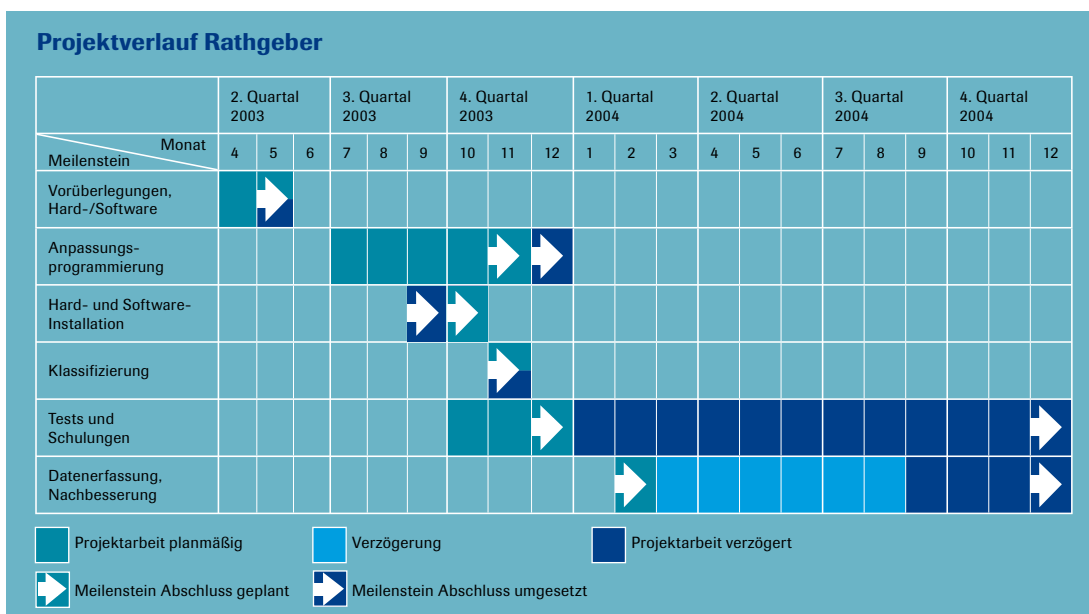 Projektverlauf Rathgeber
2. Quartal 3. Quartal 4. Quartal 1. Quartal 2. Quartal 3. Quartal 4. Quartal
2003 2003 2003 2004 2004 2004 2004
Monat
Meilenstein
4 5 6 7 8 9 10 11 12 1 2 3 4 5 6 7 8 9 10 11 12
Vorüberlegungen,
Hard-/Software
Anpassungs-
programmierung
Hard- und Software-
Installation
Klassifizierung
Tests und
Schulungen
Datenerfassung,
Nachbesserung
Projektarbeit planmäßig Verzögerung Projektarbeit verzögert
Meilenstein Abschluss geplant Meilenstein Abschluss umgesetzt